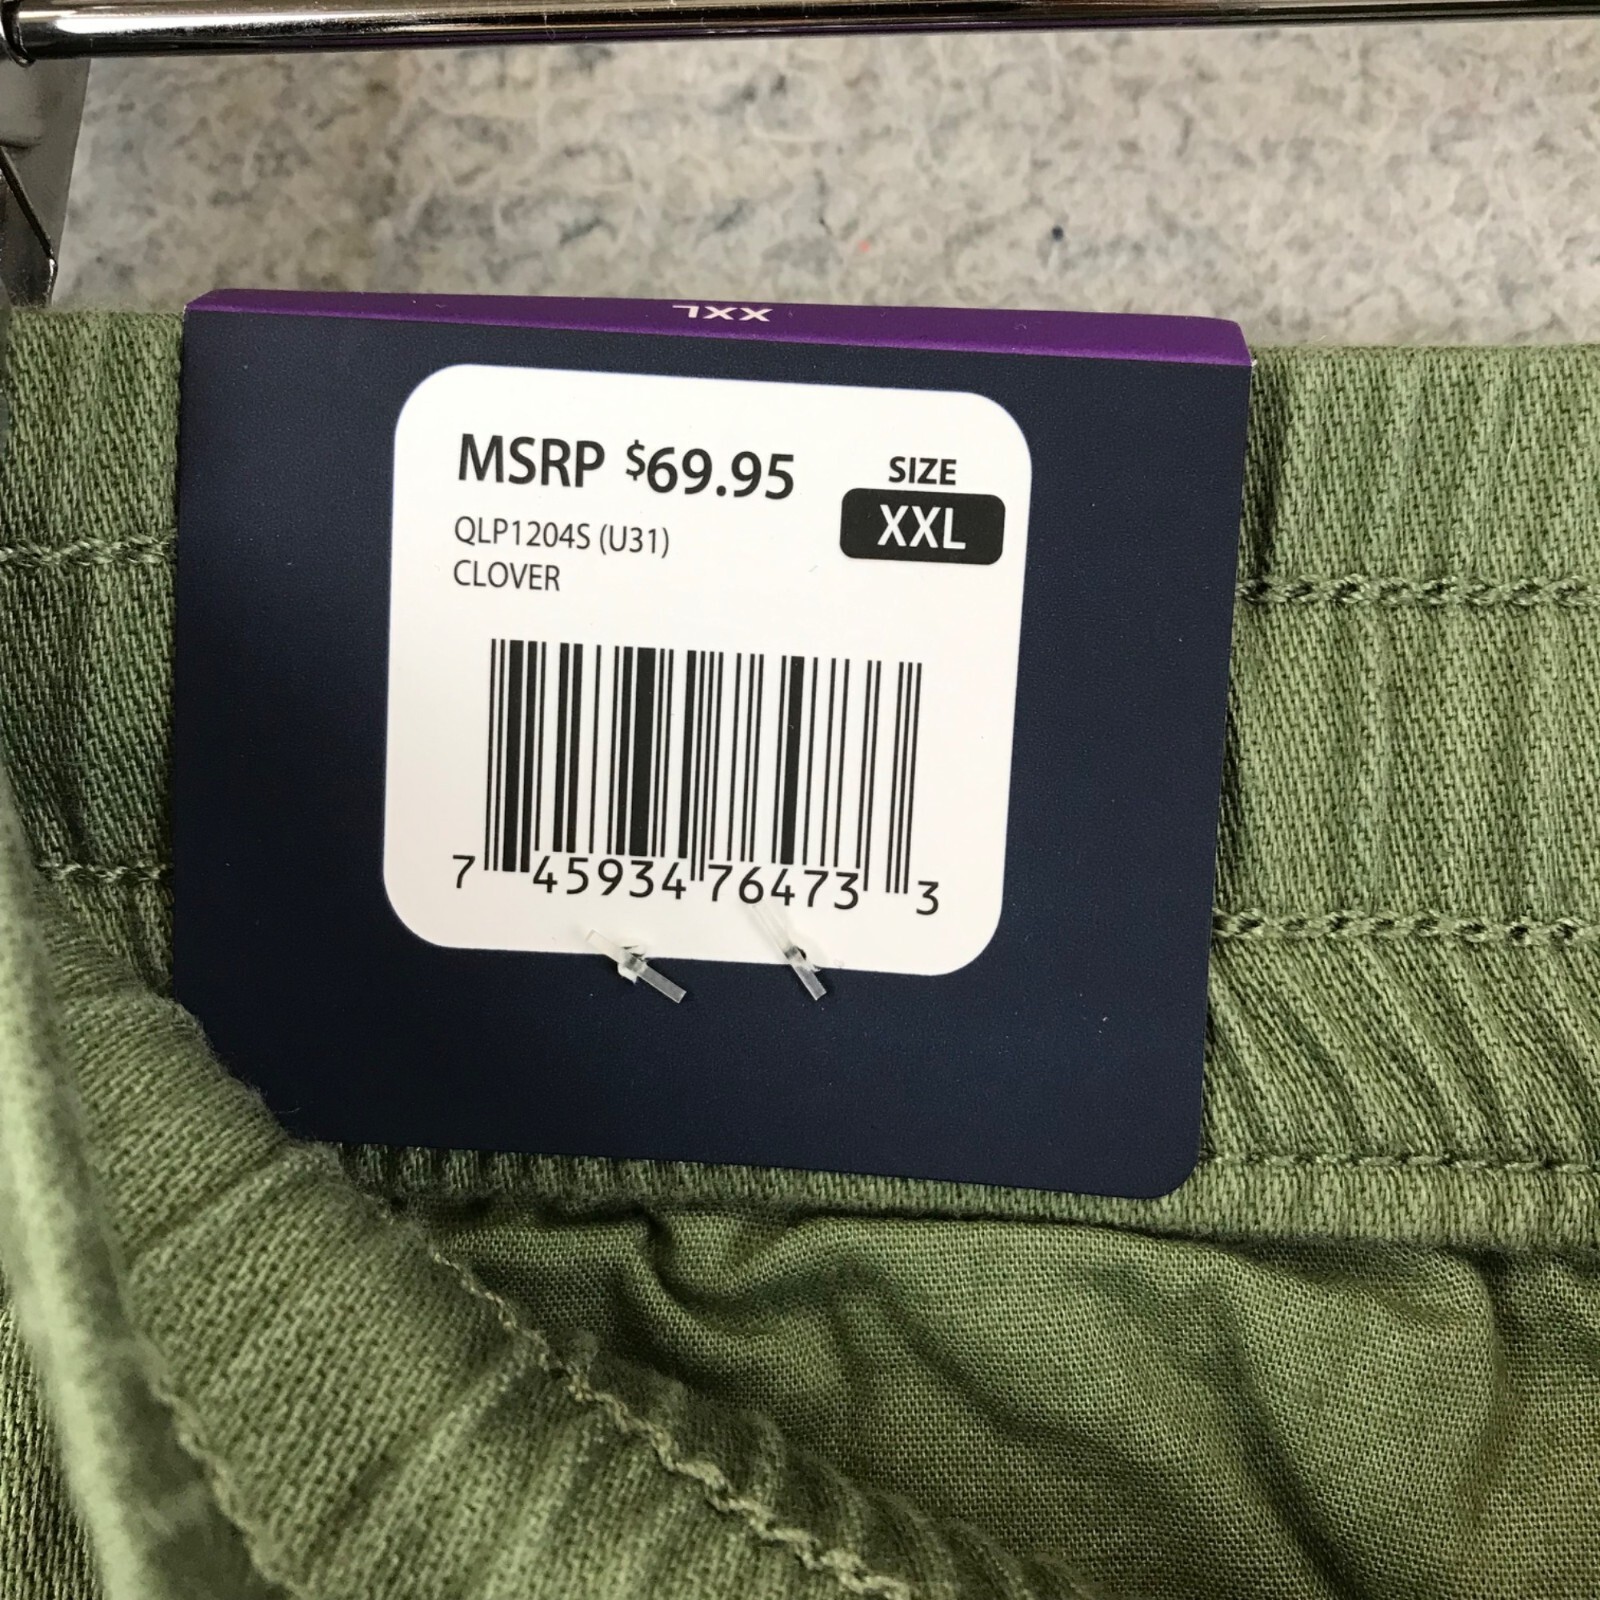 XXL
MSRP $69.95
SIZE
XXL
QLP1204S (U31)
CLOVER
7 45934 76473 3